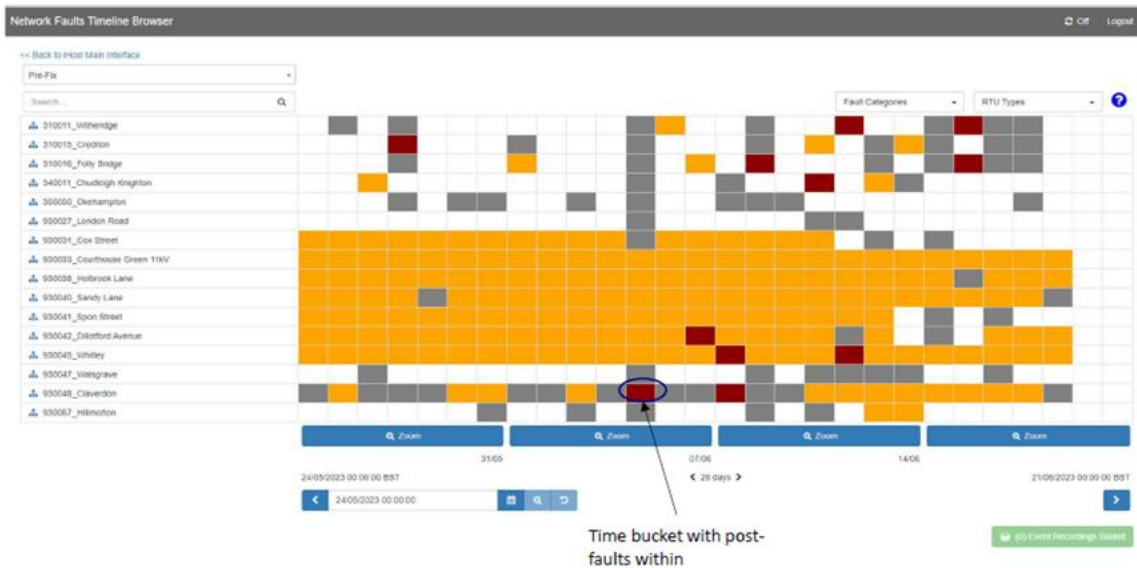 Network Faults Timeline Browser
Off Logout
<< Back to iHost Main Interface
Pre-Fix
Search...
Fault Categories
RTU Types
?
310011_Witheridge
310015_Crediton
310016_Folly Bridge
340011_Chudleigh Knighton
Okehampton
930027_London Road
930031_Cox Street
930033_Courthouse Green 11KV
930038_Holbrook Lane
930040_Sandy Lane
930041_Spon Street
930042_Dillotford Avenue
930045_Whitley
930047_Walsgrave
930048_Claverdon
930067_Hillmorton
Zoom Zoom Zoom Zoom
31/05 07/06 14/06
24/05/2023 00:00:00 BST
< 28 days >
21/06/2023 00:00:00 BST
24/05/2023 00:00:00
Time bucket with post-
faults within
(0) Event Recordings Basket